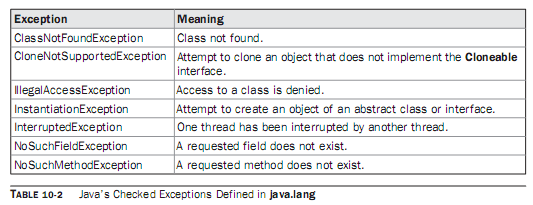 Exception Meaning
ClassNotFoundException Class not found.
CloneNotSupportedException Attempt to clone an object that does not implement the Cloneable
interface.
IllegalAccessException Access to a class is denied.
InstantiationException Attempt to create an object of an abstract class or interface.
InterruptedException One thread has been interrupted by another thread.
NoSuchFieldException A requested field does not exist.
NoSuchMethodException A requested method does not exist.
TABLE 10-2 Java's Checked Exceptions Defined in java.lang